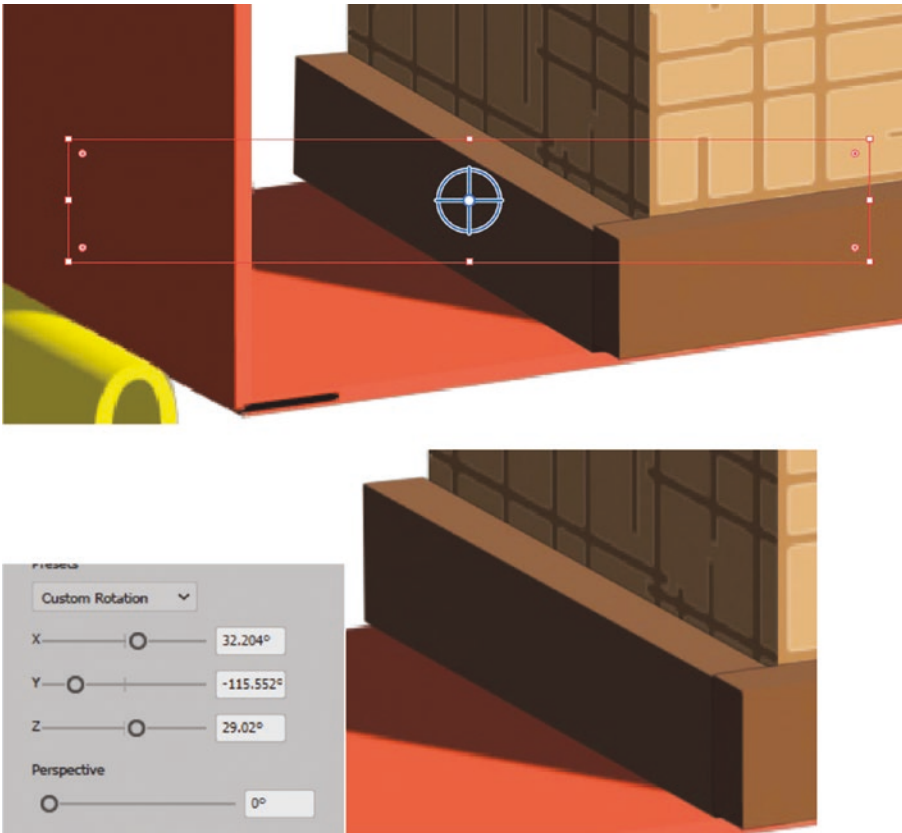 Presets
Custom Rotation
X 32.204°
Y -115.552°
Z 29.02°
Perspective
0°